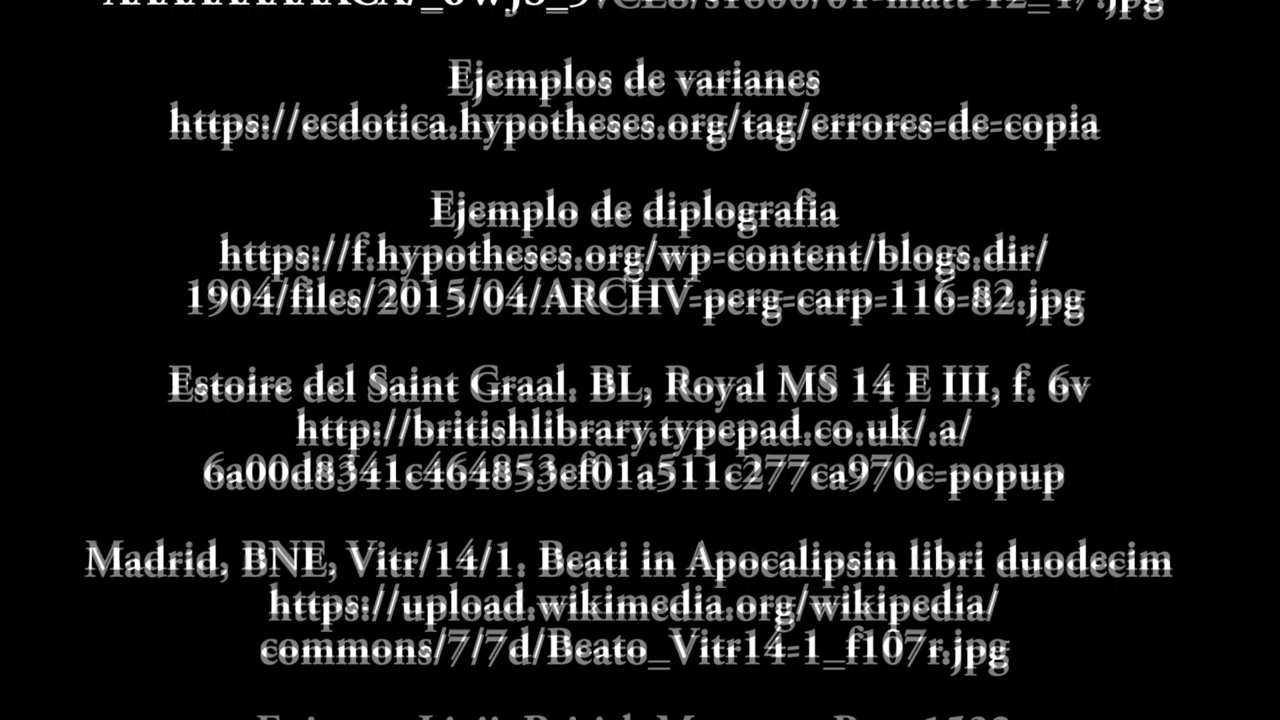 Ejemplos de varianes
https://ecdotica.hypotheses.org/tag/errores-de-copia
Ejemplo de diplografia
https://f.hypotheses.org/wp-content/blogs.dir/
1904/files/2015/04/ARCHV-perg-carp-116-82.jpg
Estoire del Saint Graal. BL, Royal MS 14 E III, f. 6v
http://britishlibrary.typepad.co.uk/.a/
6a00d8341c464853ef01a511c277ca970c-popup
Madrid, BNE, Vitr/14/1. Beati in Apocalipsin libri duodecim
https://upload.wikimedia.org/wikipedia/
commons/7/7d/Beato_Vitr14-1_f107r.jpg